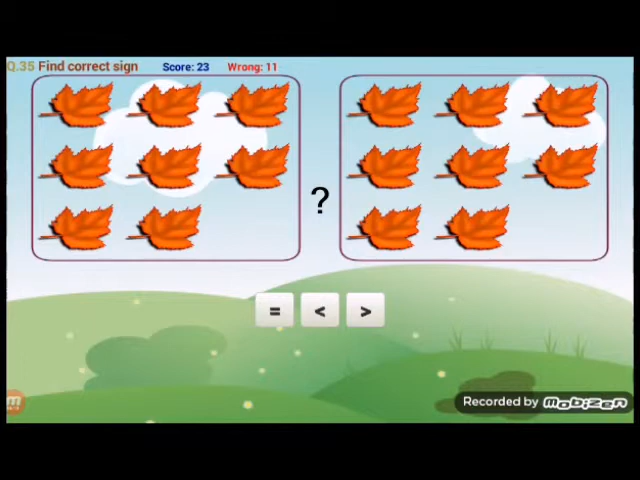 Q.35 Find correct sign Score: 23 Wrong: 11
?
= < >
Recorded by mobizen